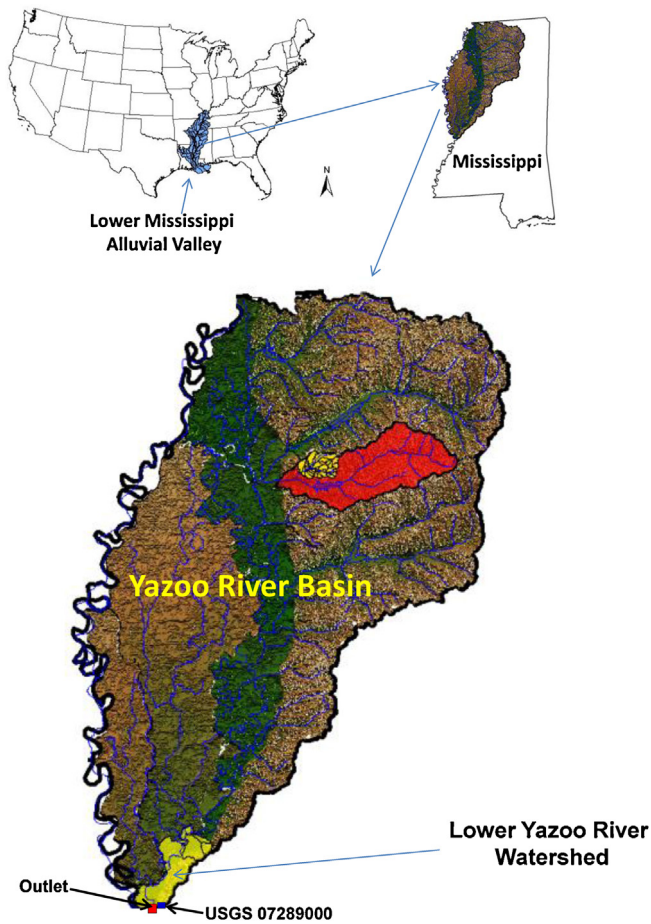 N
Mississippi
Lower Mississippi
Alluvial Valley
Yazoo River Basin
Lower Yazoo River
Watershed
Outlet
USGS 07289000